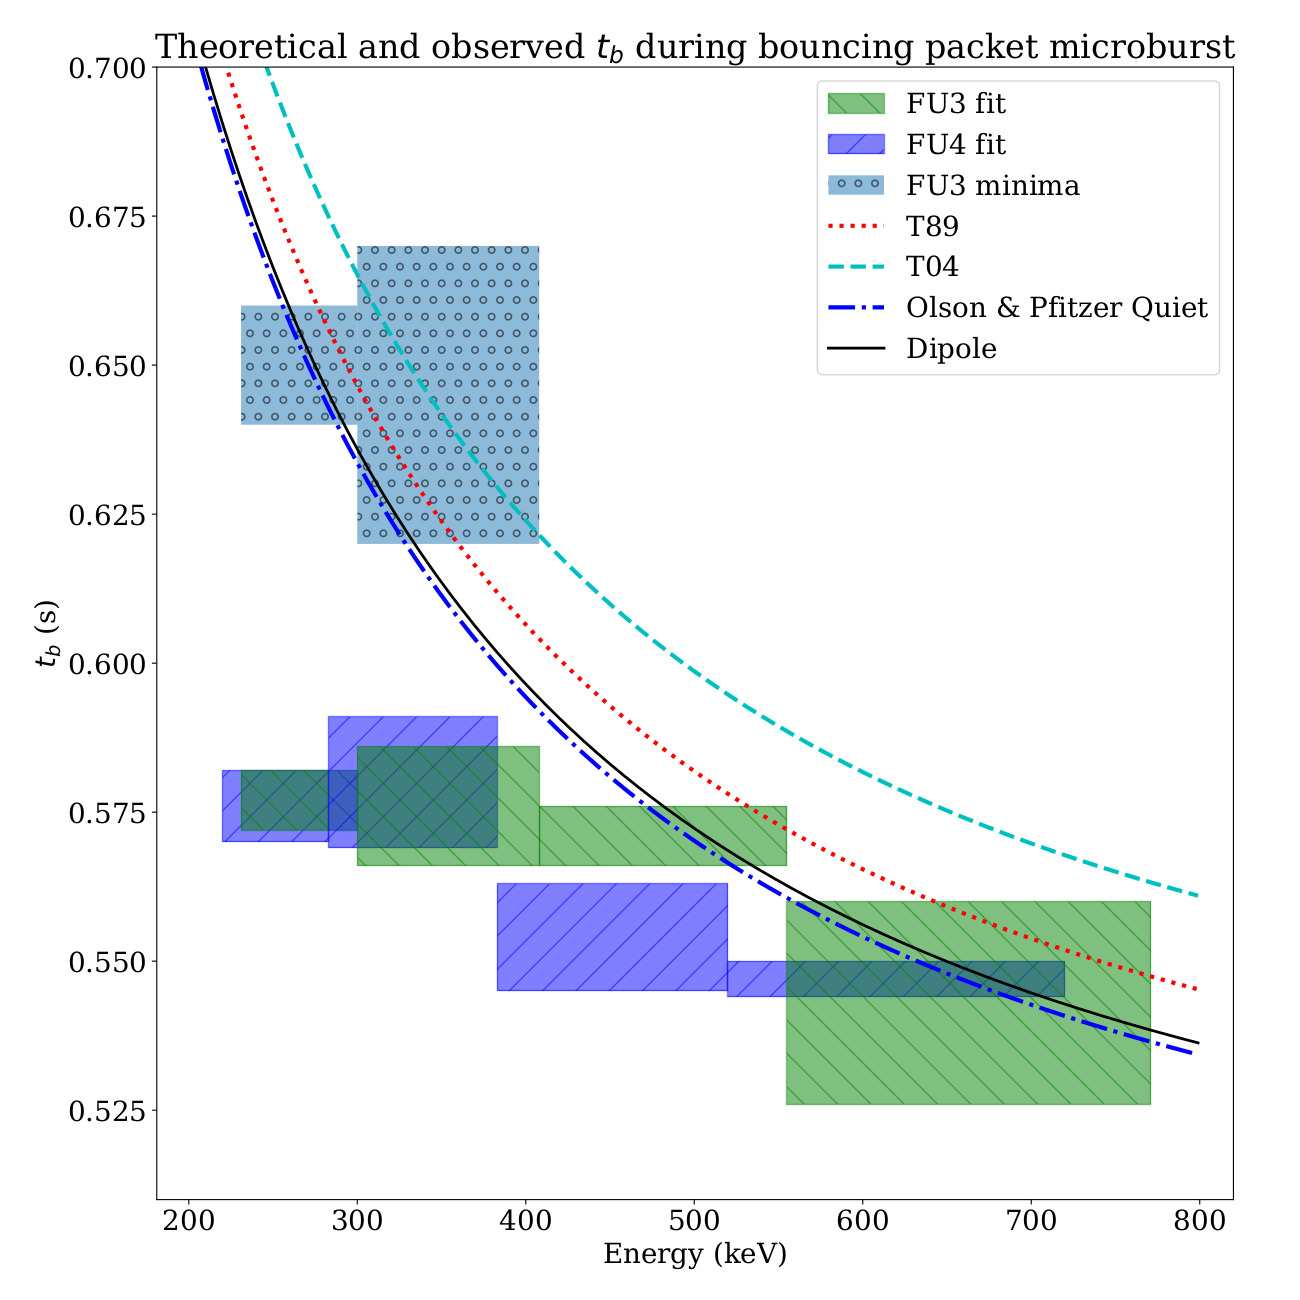 Theoretical and observed t_b during bouncing packet microburst
0.700
0.675
0.650
0.625
0.600
0.575
0.550
0.525
t_b (s)
FU3 fit
FU4 fit
FU3 minima
T89
T04
Olson & Pfitzer Quiet
Dipole
200 300 400 500 600 700 800
Energy (keV)